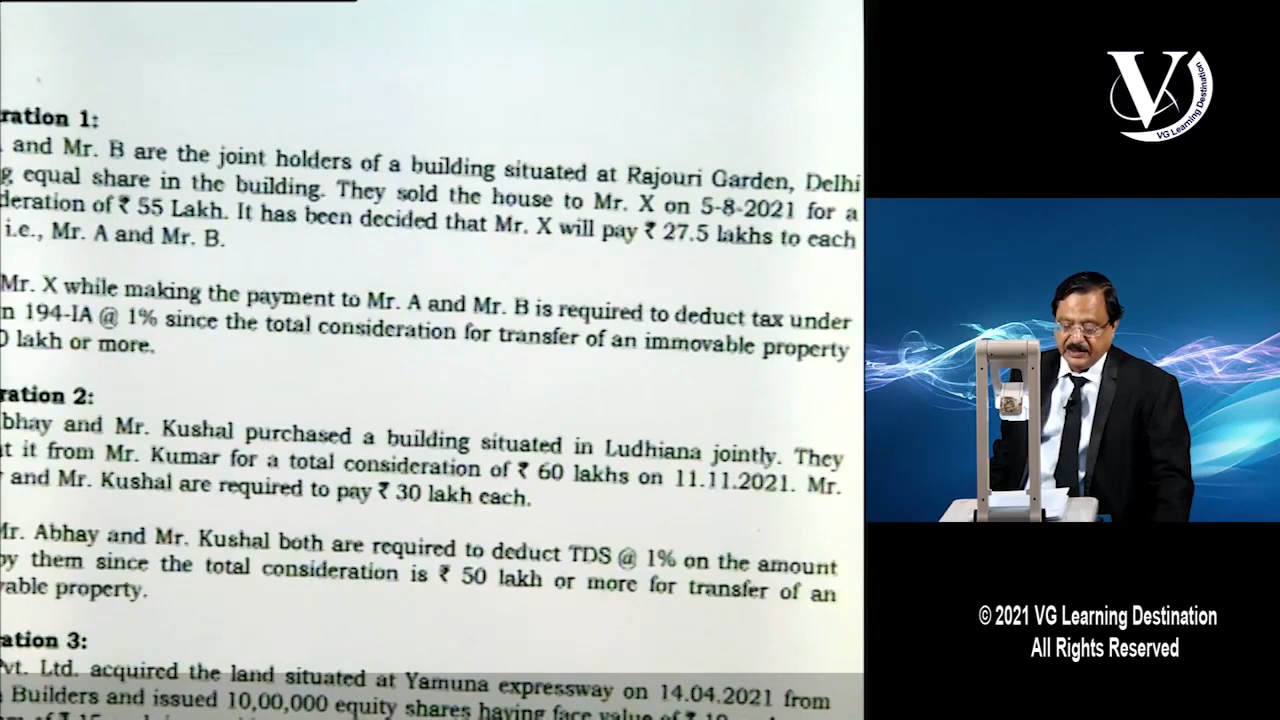 ration 1:
and Mr. B are the joint holders of a building situated at Rajouri Garden, Delhi
g equal share in the building. They sold the house to Mr. X on 5-8-2021 for a
deration of ₹ 55 Lakh. It has been decided that Mr. X will pay ₹ 27.5 lakhs to each
i.e., Mr. A and Mr. B.
Mr. X while making the payment to Mr. A and Mr. B is required to deduct tax under
n 194-IA @ 1% since the total consideration for transfer of an immovable property
0 lakh or more.
ration 2:
bhay and Mr. Kushal purchased a building situated in Ludhiana jointly. They
t it from Mr. Kumar for a total consideration of ₹ 60 lakhs on 11.11.2021. Mr.
and Mr. Kushal are required to pay ₹ 30 lakh each.
Mr. Abhay and Mr. Kushal both are required to deduct TDS @ 1% on the amount
by them since the total consideration is ₹ 50 lakh or more for transfer of an
vable property.
ation 3:
Pvt. Ltd. acquired the land situated at Yamuna expressway on 14.04.2021 from
Builders and issued 10,00,000 equity shares having face value of ₹ 10
V
VG Learning Destination
© 2021 VG Learning Destination
All Rights Reserved